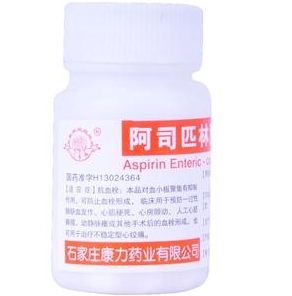 阿司匹林
Aspirin Enteric
国药准字H13024364
【适应症】抗血栓：本品对血小板聚集有抑制
作用，可防止血栓形成，临床用于预防一过性
脑缺血发作、心肌梗死、心房颤动、人工心脏
瓣膜、动静脉瘘或其他手术后的血栓形成。也
可用于治疗不稳定型心绞痛。
石家庄康力药业有限公司